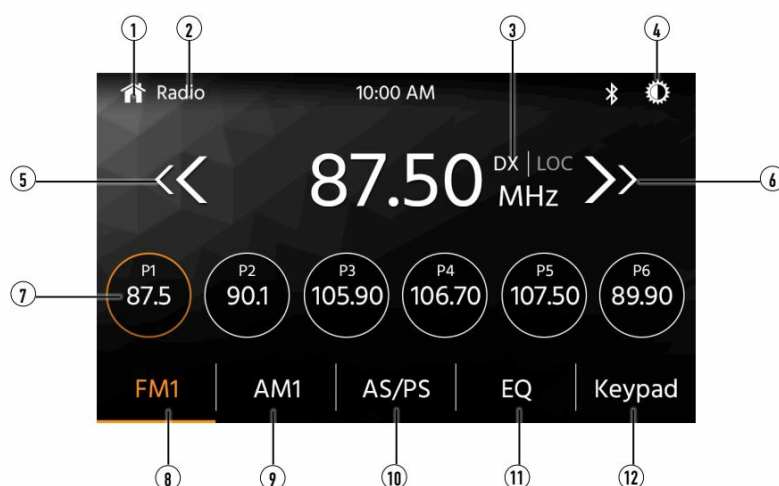 1 2 3 4
Radio 10:00 AM
5 87.50 DX | LOC 6
MHz
P1 P2 P3 P4 P5 P6
7 87.5 90.1 105.90 106.70 107.50 89.90
FM1 AM1 AS/PS EQ Keypad
8 9 10 11 12